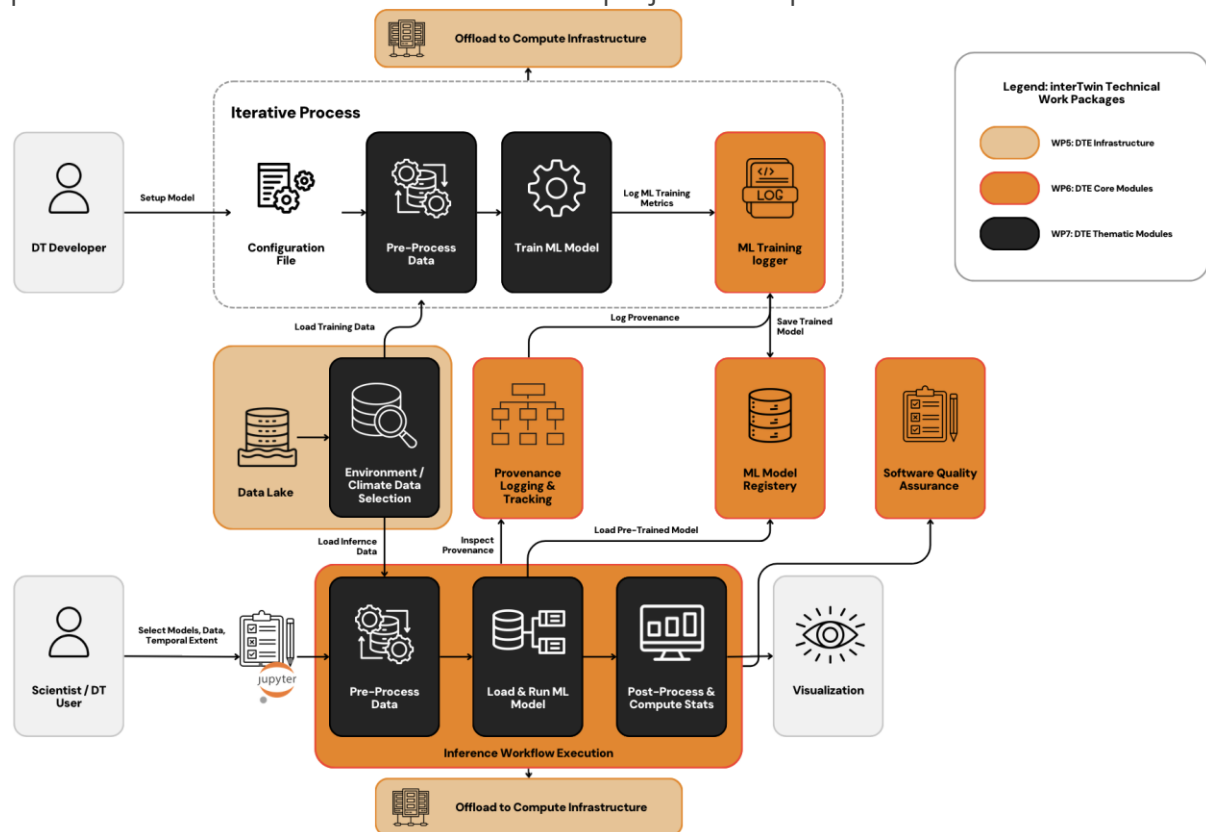 Offload to Compute Infrastructure
Legend: interTwin Technical
Work Packages
WP5: DTE Infrastructure
WP6: DTE Core Modules
WP7: DTE Thematic Modules
Iterative Process
Setup Model
Log ML Training
Metrics
</>
LOG
DT Developer
Configuration
File
Pre-Process
Data
Train ML Model
ML Training
logger
Load Training Data
Log Provenance
Save Trained
Model
Data Lake
Environment /
Climate Data
Selection
Provenance
Logging &
Tracking
ML Model
Registery
Software Quality
Assurance
Load Infernce
Data
Inspect
Provenance
Load Pre-Trained Model
Select Models, Data,
Temporal Extent
jupyter
Scientist / DT
User
Pre-Process
Data
Load & Run ML
Model
Post-Process &
Compute Stats
Visualization
Inference Workflow Execution
Offload to Compute Infrastructure